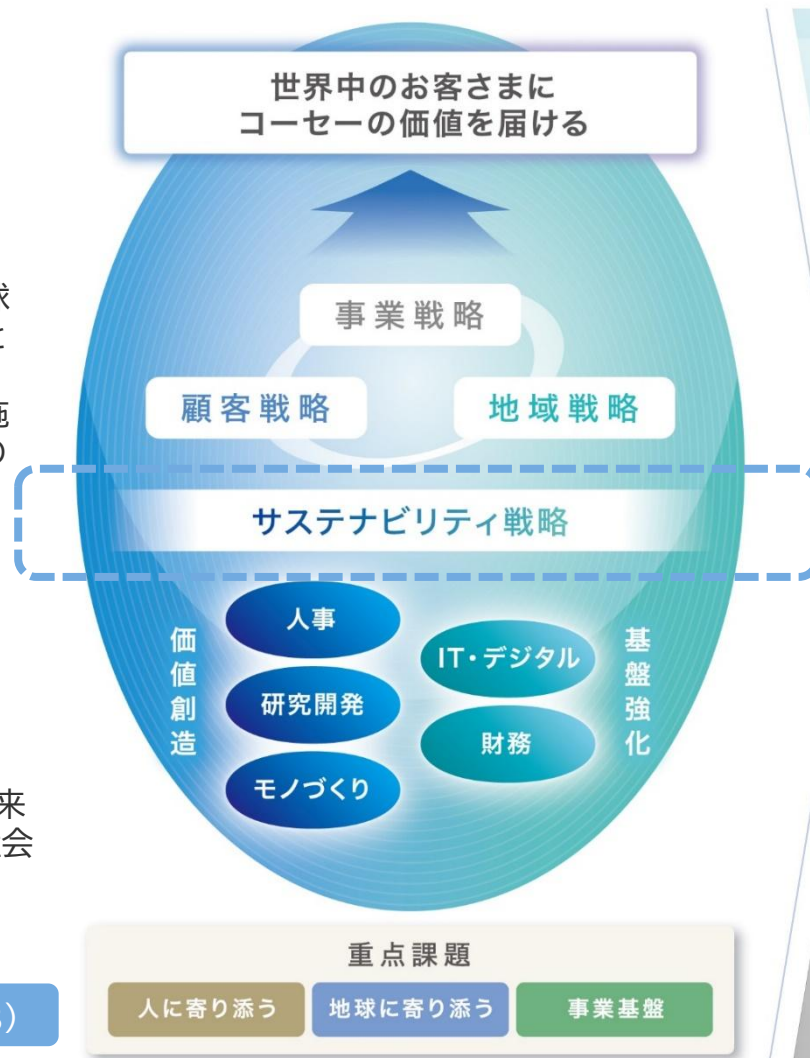 世界中のお客さまに
コーセーの価値を届ける
事業戦略
顧客戦略
地域戦略
サステナビリティ戦略
価値創造
人事
研究開発
モノづくり
IT・デジタル
財務
基盤強化
来
会
重点課題
人に寄り添う
地球に寄り添う
事業基盤